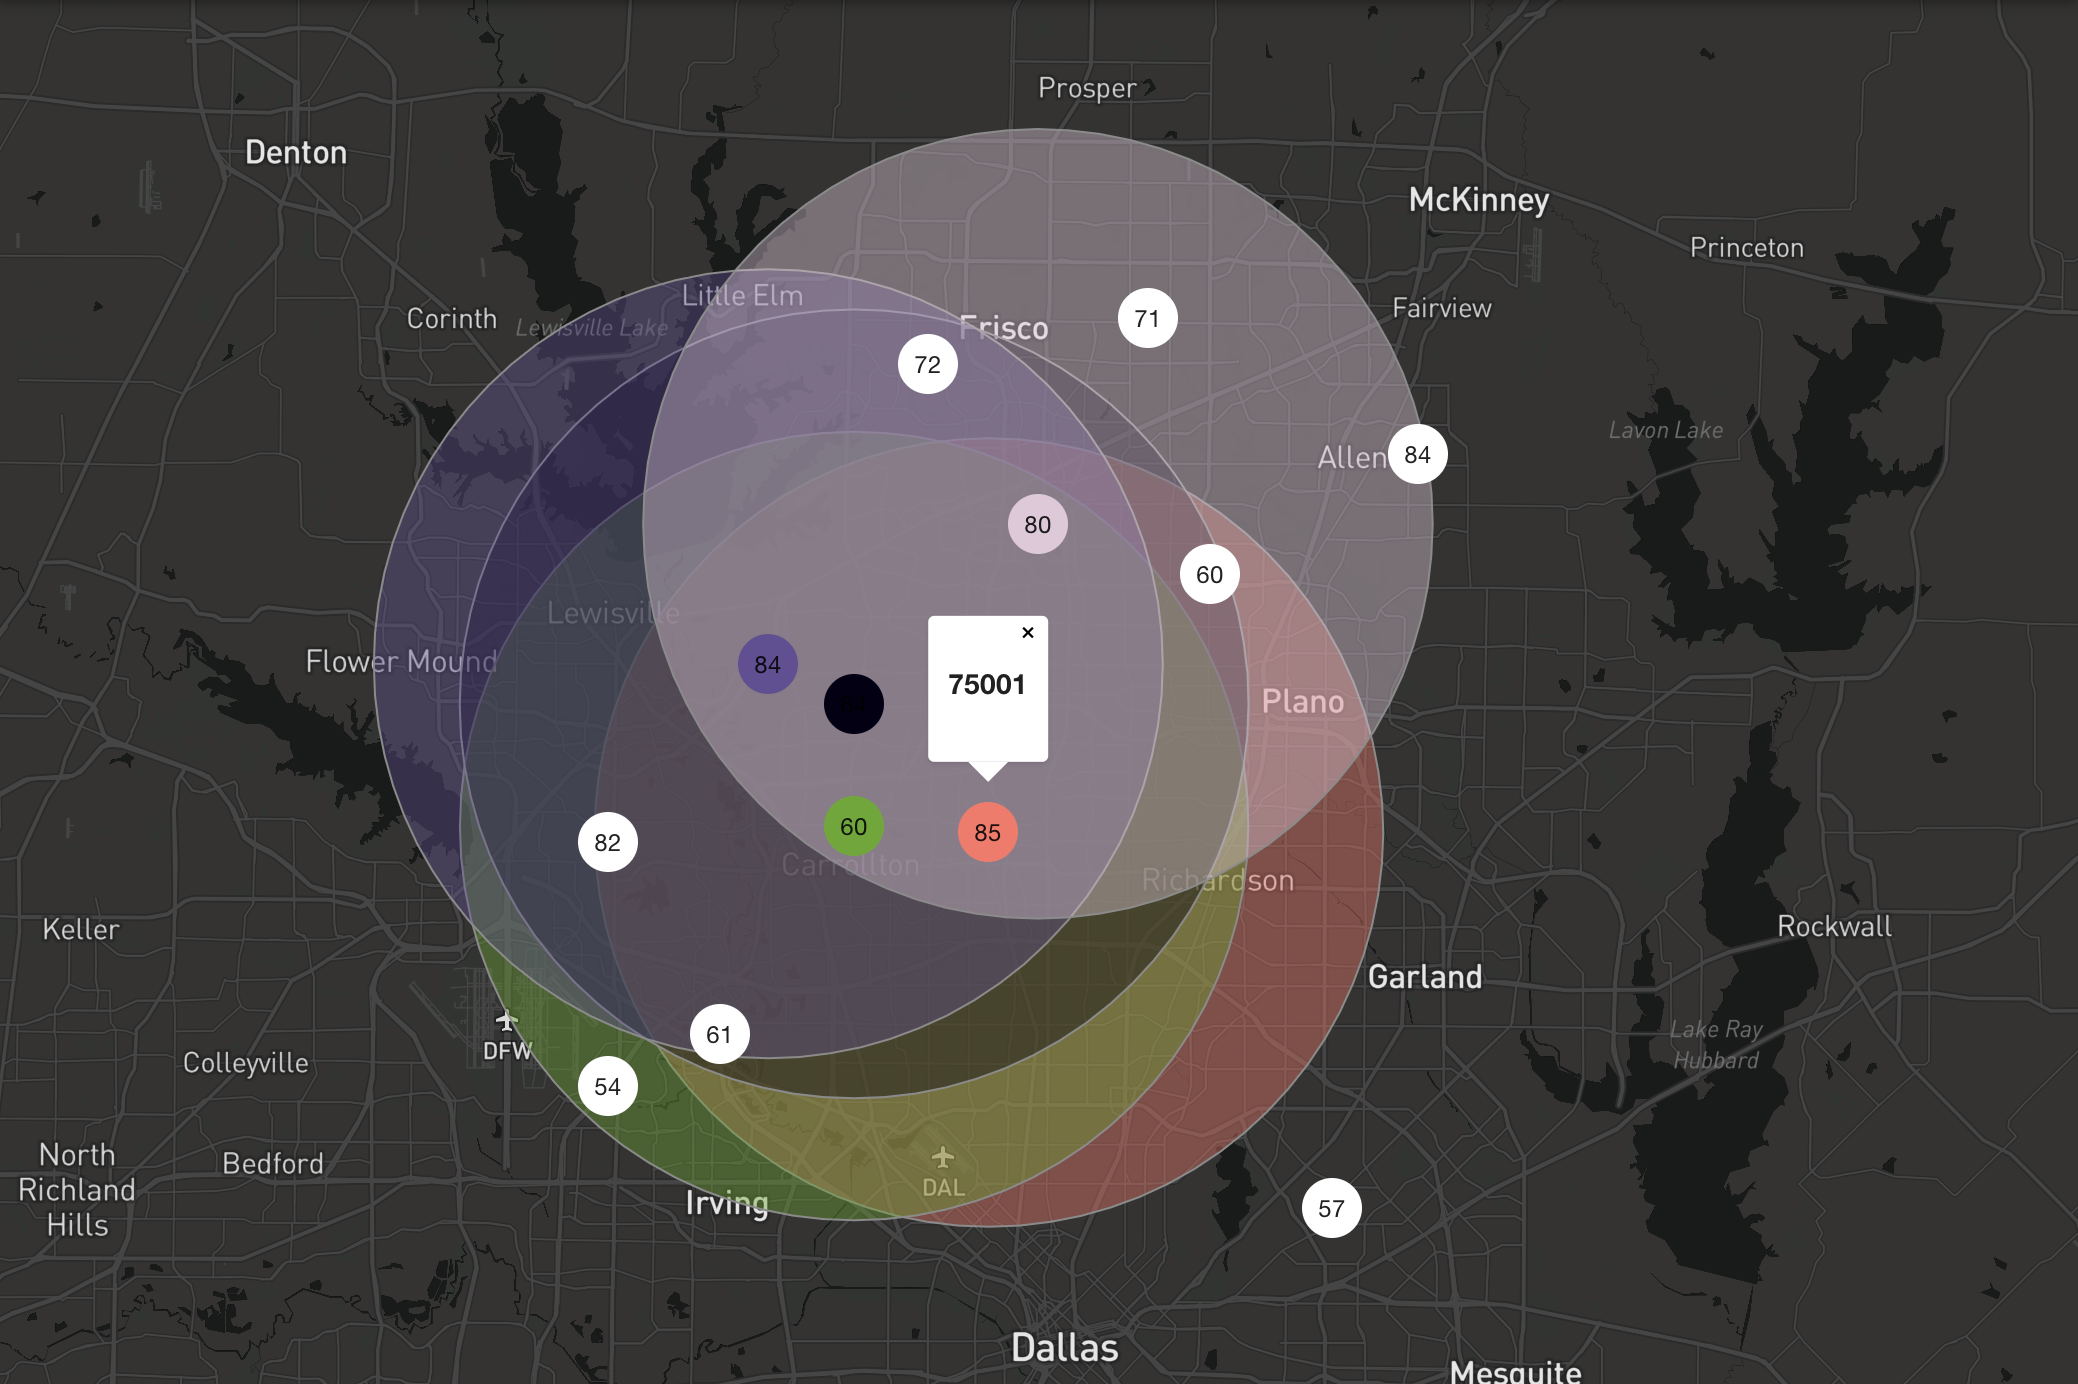 Prosper
Denton
McKinney
Princeton
Little Elm
Fairview
Corinth
Lewisville Lake
Frisco
71
72
Allen
84
Lavon Lake
80
60
Lewisville
Flower Mound
84
×
75001
Plano
60
85
82
Carrollton
Richardson
Keller
Rockwall
Garland
61
DFW
Colleyville
Lake Ray
Hubbard
54
North
Richland
Hills
Bedford
DAL
Irving
57
Dallas
Mesquite